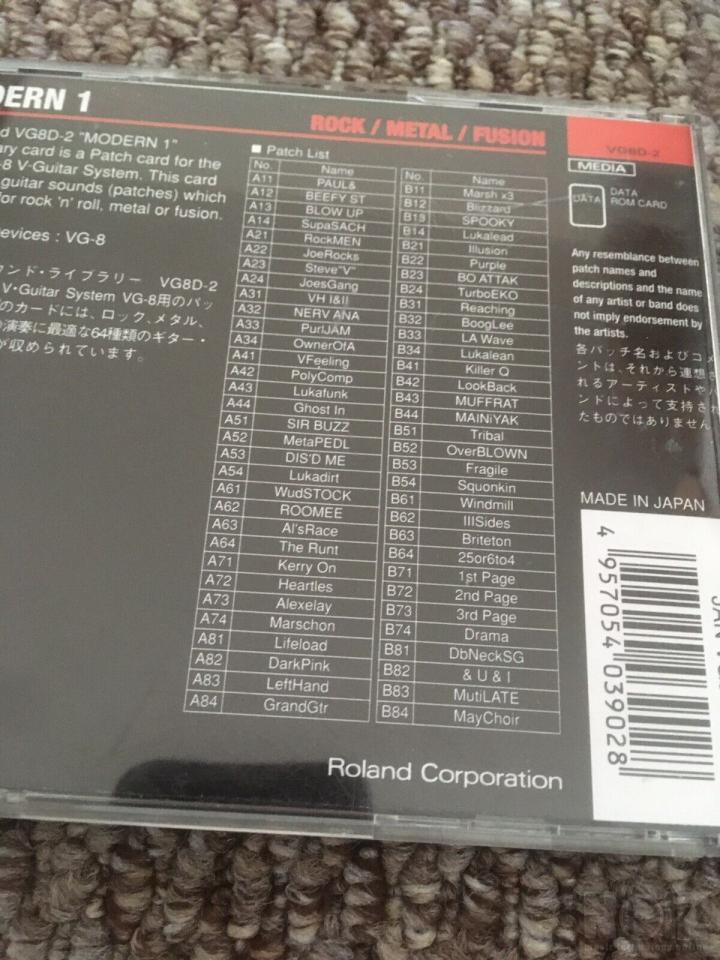 DERN 1
ROCK / METAL / FUSION
VG8D-2 "MODERN 1"
card is a Patch card for the
-8 V-Guitar System. This card
guitar sounds (patches) which
for rock 'n' roll, metal or fusion.
evices : VG-8
ウンド・ライブラリー VG8D-2
V・Guitar System VG-8用のパッ
のカードには、ロック、メタル、
演奏に最適な64種類のギター・
が収められています。
■ Patch List
No. Name
A11 PAUL&
A12 BEEFY ST
A13 BLOW UP
A14 SupaSACH
A21 RockMEN
A22 JoeRocks
A23 Steve"V"
A24 JoesGang
A31 VH I&II
A32 NERV ANA
A33 PurlJAM
A34 OwnerOfA
A41 VFeeling
A42 PolyComp
A43 Lukafunk
A44 Ghost In
A51 SIR BUZZ
A52 MetaPEDL
A53 DIS'D ME
A54 Lukadirt
A61 WudSTOCK
A62 ROOMEE
A63 Al'sRace
A64 The Runt
A71 Kerry On
A72 Heartles
A73 Alexelay
A74 Marschon
A81 Lifeload
A82 DarkPink
A83 LeftHand
A84 GrandGtr
No. Name
B11 Marsh x3
B12 Blizzard
B13 SPOOKY
B14 Lukalead
B21 Illusion
B22 Purple
B23 BO ATTAK
B24 TurboEKO
B31 Reaching
B32 BoogLee
B33 LA Wave
B34 Lukalean
B41 Killer Q
B42 LookBack
B43 MUFFRAT
B44 MAINiYAK
B51 Tribal
B52 OverBLOWN
B53 Fragile
B54 Squonkin
B61 Windmill
B62 IIISides
B63 Briteton
B64 25or6to4
B71 1st Page
B72 2nd Page
B73 3rd Page
B74 Drama
B81 DbNeckSG
B82 & U & I
B83 MutiLATE
B84 MayChoir
Roland Corporation
VG8D-2
MEDIA
DATA
DATA
ROM CARD
Any resemblance between
patch names and
descriptions and the name
of any artist or band does
not imply endorsement by
the artists.
各パッチ名およびコメ
ントは、それから連想
れるアーティストや
ンドによって支持さ
たものではありません
MADE IN JAPAN
4 957054 039028